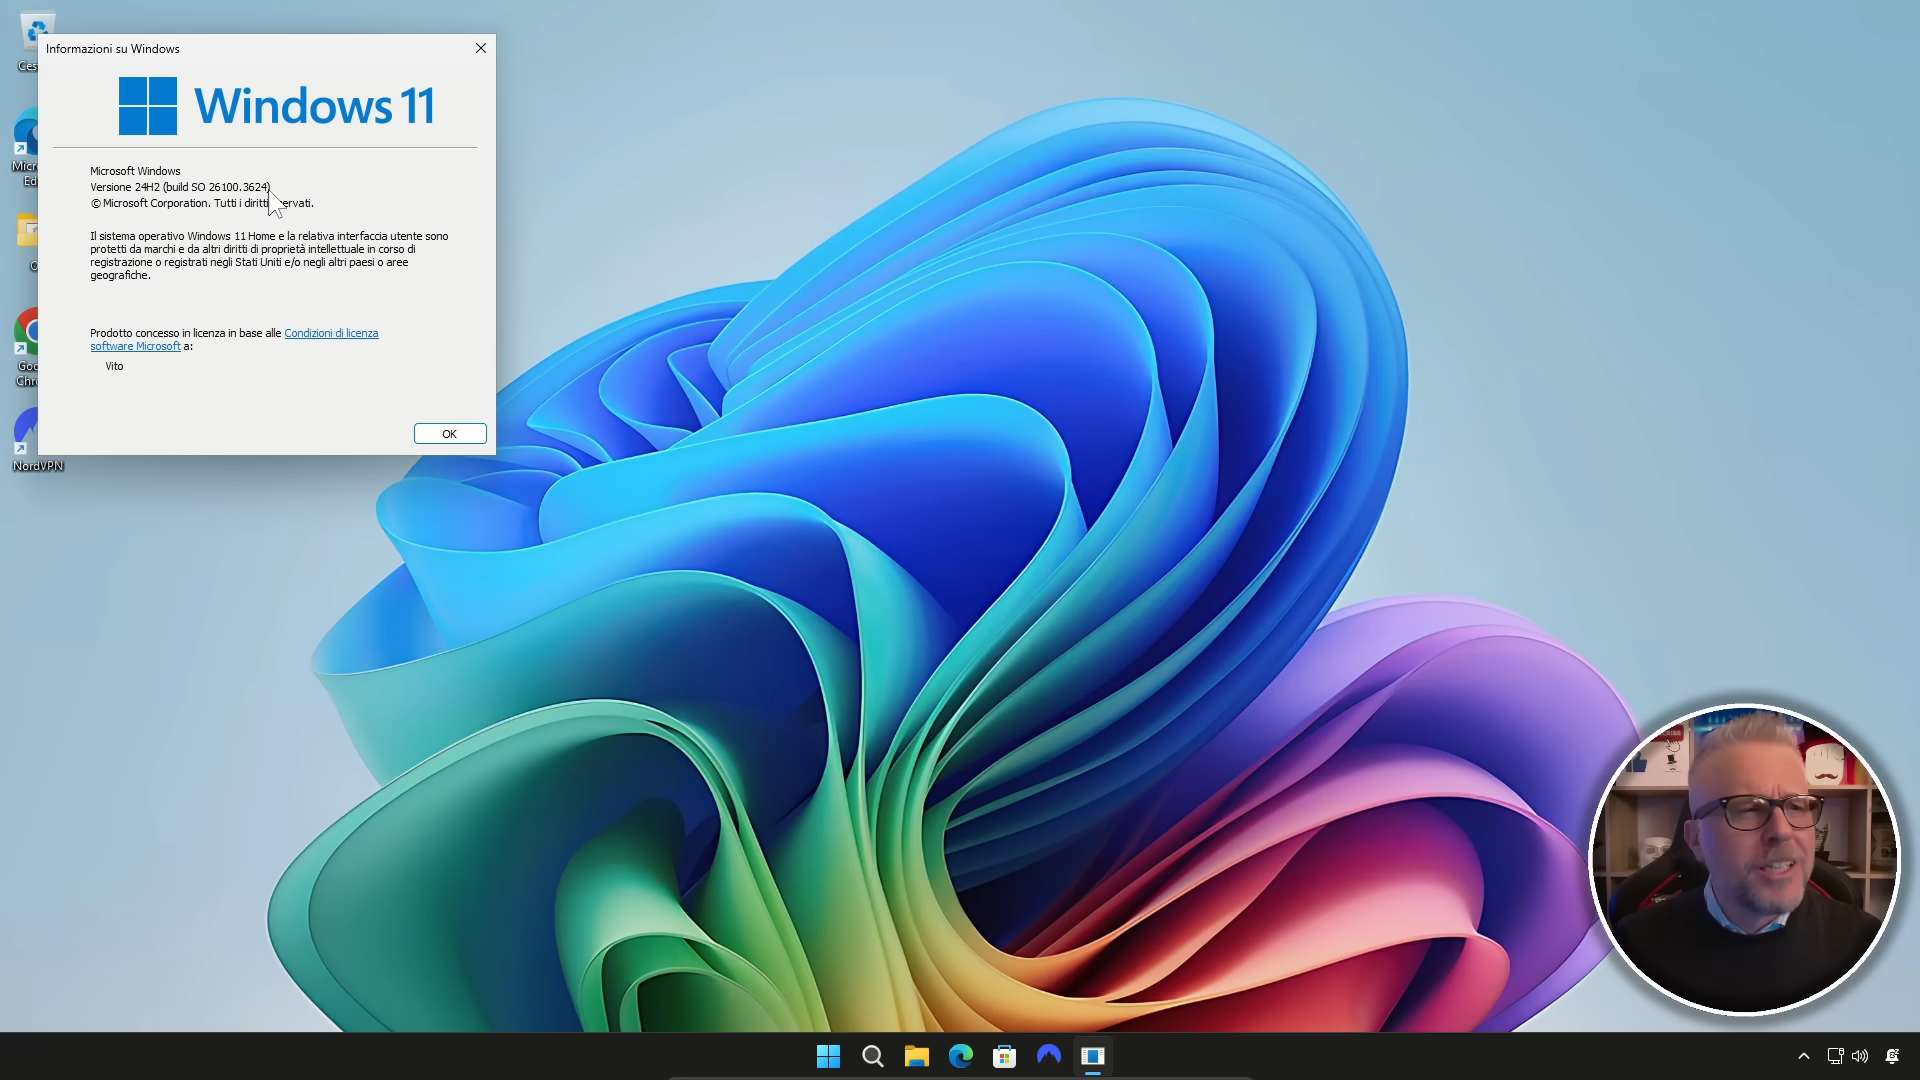 Informazioni su Windows
Windows 11
Microsoft Windows
Versione 24H2 (build SO 26100.3624)
© Microsoft Corporation. Tutti i diritti
Il sistema operativo Windows 11 Home e la relativa interfaccia utente sono
protetti da marchi e da altri diritti di proprietà intellettuale in corso di
registrazione o registrati negli Stati Uniti e/o negli altri paesi o aree
geografiche.
Prodotto concesso in licenza in base alle Condizioni di licenza
software Microsoft a:
Vito
OK
NordVPN